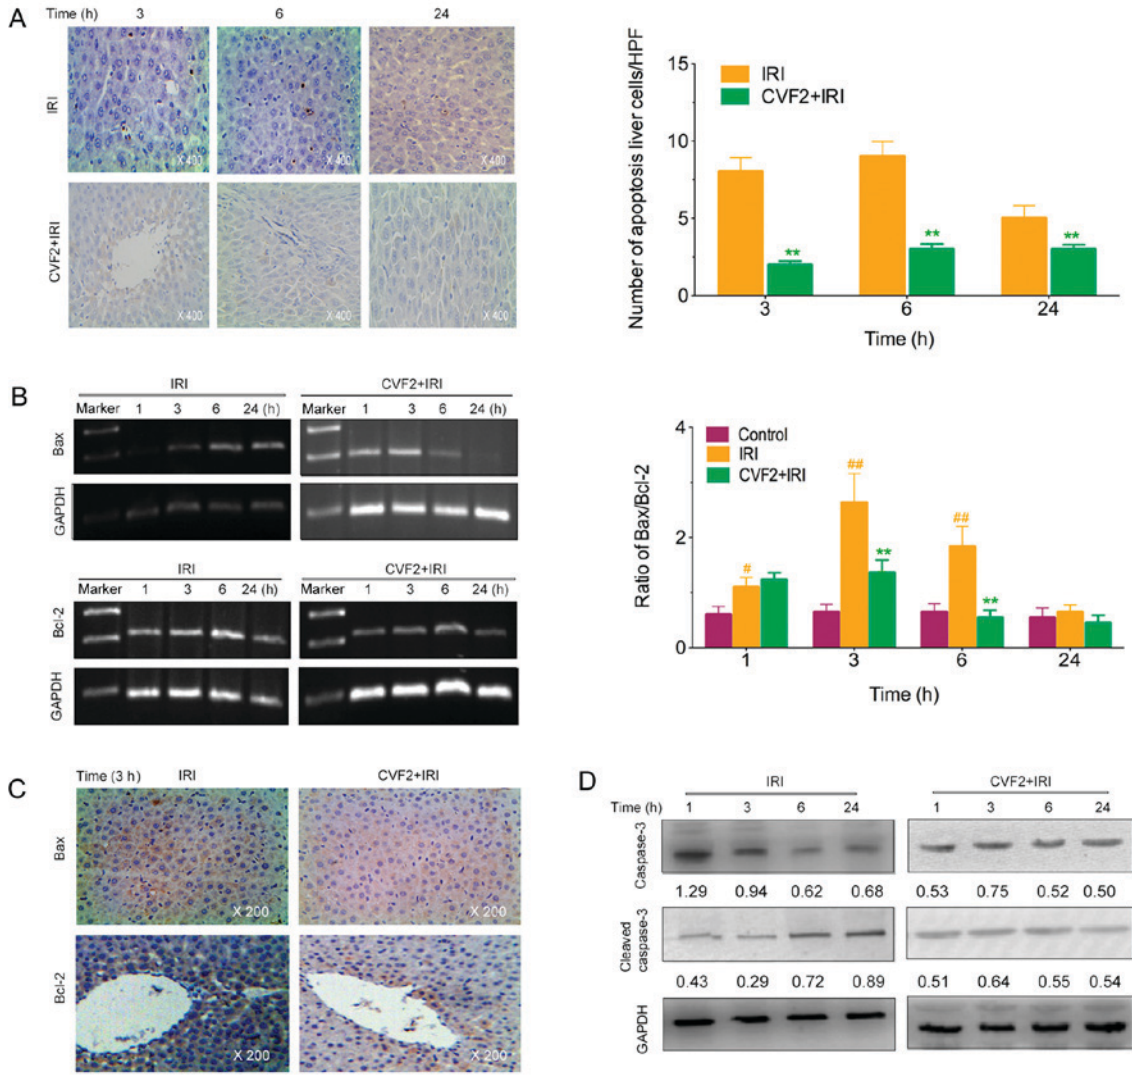 A
Time (h) 3 6 24
IRI
X 400 X 400 X 400
CVF2+IRI
X 400 X 400 X 400
Number of apoptosis liver cells/HPF
15
10
5
0
IRI
CVF2+IRI
** ** **
3 6 24
Time (h)
B
IRI CVF2+IRI
Marker 1 3 6 24 (h) Marker 1 3 6 24 (h)
Bax
GAPDH
IRI CVF2+IRI
Marker 1 3 6 24 (h) Marker 1 3 6 24 (h)
Bcl-2
GAPDH
Ratio of Bax/Bcl-2
4
2
0
Control
IRI
CVF2+IRI
# ## ** ## **
1 3 6 24
Time (h)
C
Time (3 h) IRI CVF2+IRI
Bax
X 200 X 200
Bcl-2
X 200 X 200
D
IRI CVF2+IRI
Time (h) 1 3 6 24 1 3 6 24
Caspase-3
1.29 0.94 0.62 0.68 0.53 0.75 0.52 0.50
Cleaved
caspase-3
0.43 0.29 0.72 0.89 0.51 0.64 0.55 0.54
GAPDH